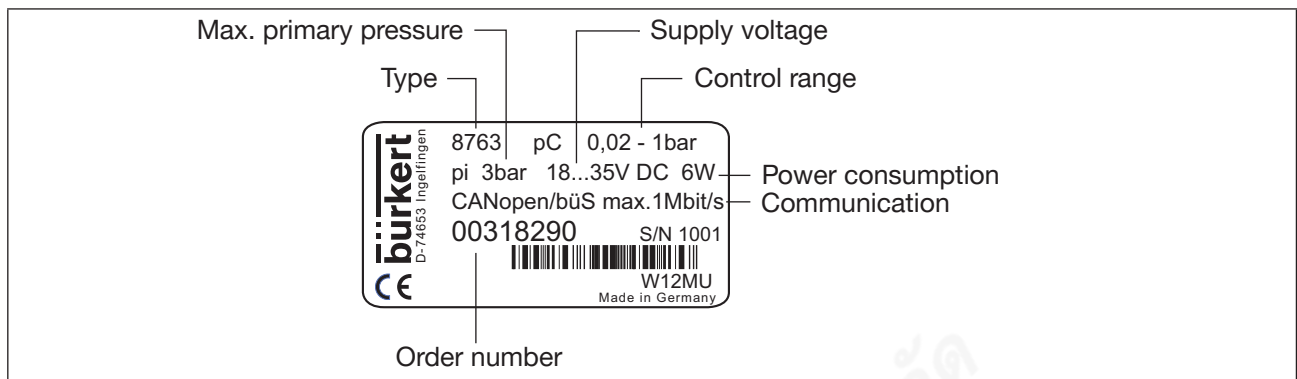 Max. primary pressure
Supply voltage
Type
Control range
bürkert
D-74653 Ingelfingen
8763 pC 0,02 - 1bar
pi 3bar 18...35V DC 6W
Power consumption
CANopen/büS max.1Mbit/s
Communication
00318290 S/N 1001
CE
W12MU
Made in Germany
Order number